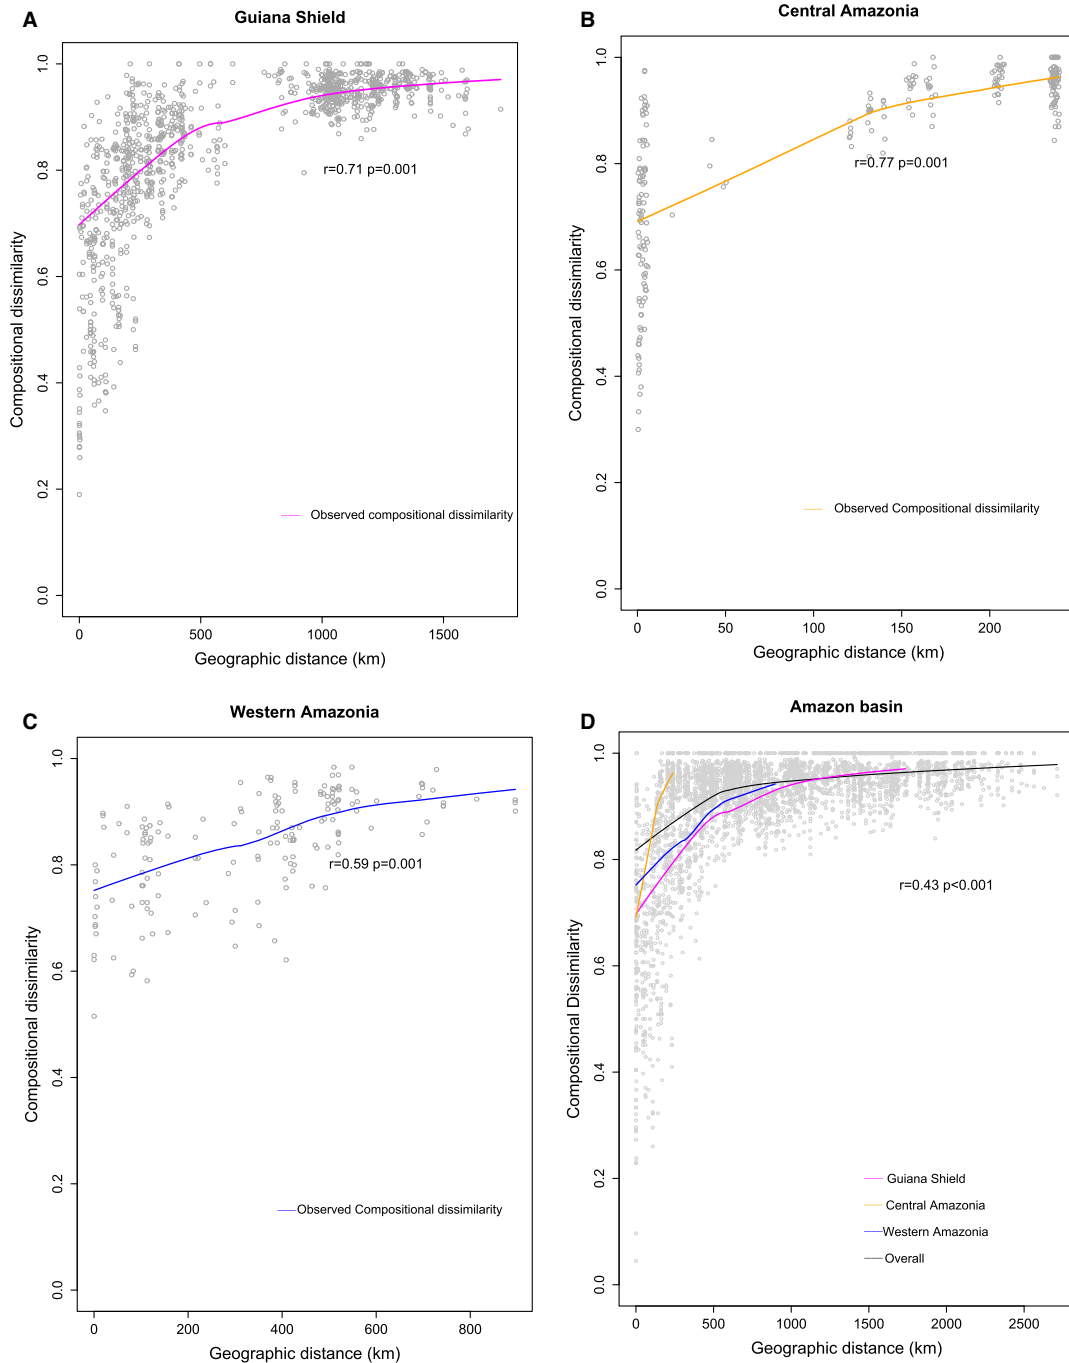 A
Guiana Shield
Compositional dissimilarity
1.0
0.8
0.6
0.4
0.2
0.0
r=0.71 p=0.001
Observed compositional dissimilarity
0 500 1000 1500
Geographic distance (km)
B
Central Amazonia
Compositional dissimilarity
1.0
0.8
0.6
0.4
0.2
0.0
r=0.77 p=0.001
Observed Compositional dissimilarity
0 50 100 150 200
Geographic distance (km)
C
Western Amazonia
Compositional dissimilarity
1.0
0.8
0.6
0.4
0.2
0.0
r=0.59 p=0.001
Observed Compositional dissimilarity
0 200 400 600 800
Geographic distance (km)
D
Amazon basin
Compositional Dissimilarity
1.0
0.8
0.6
0.4
0.2
0.0
r=0.43 p<0.001
Guiana Shield
Central Amazonia
Western Amazonia
Overall
0 500 1000 1500 2000 2500
Geographic distance (km)